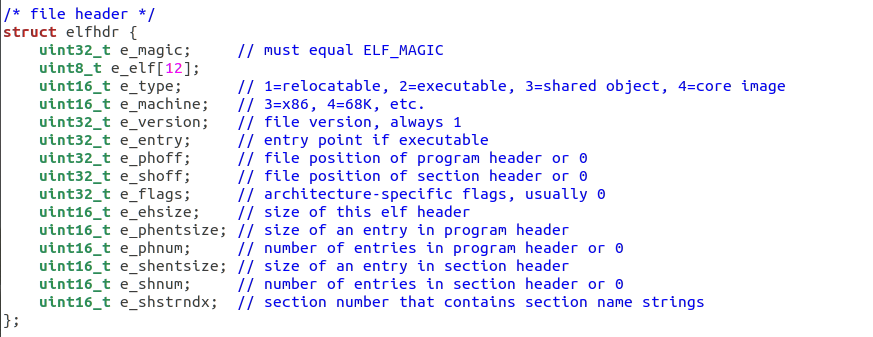 /* file header */
struct elfhdr {
    uint32_t e_magic;     // must equal ELF_MAGIC
    uint8_t e_elf[12];
    uint16_t e_type;      // 1=relocatable, 2=executable, 3=shared object, 4=core image
    uint16_t e_machine;   // 3=x86, 4=68K, etc.
    uint32_t e_version;   // file version, always 1
    uint32_t e_entry;     // entry point if executable
    uint32_t e_phoff;     // file position of program header or 0
    uint32_t e_shoff;     // file position of section header or 0
    uint32_t e_flags;     // architecture-specific flags, usually 0
    uint16_t e_ehsize;    // size of this elf header
    uint16_t e_phentsize; // size of an entry in program header
    uint16_t e_phnum;     // number of entries in program header or 0
    uint16_t e_shentsize; // size of an entry in section header
    uint16_t e_shnum;     // number of entries in section header or 0
    uint16_t e_shstrndx;  // section number that contains section name strings
};